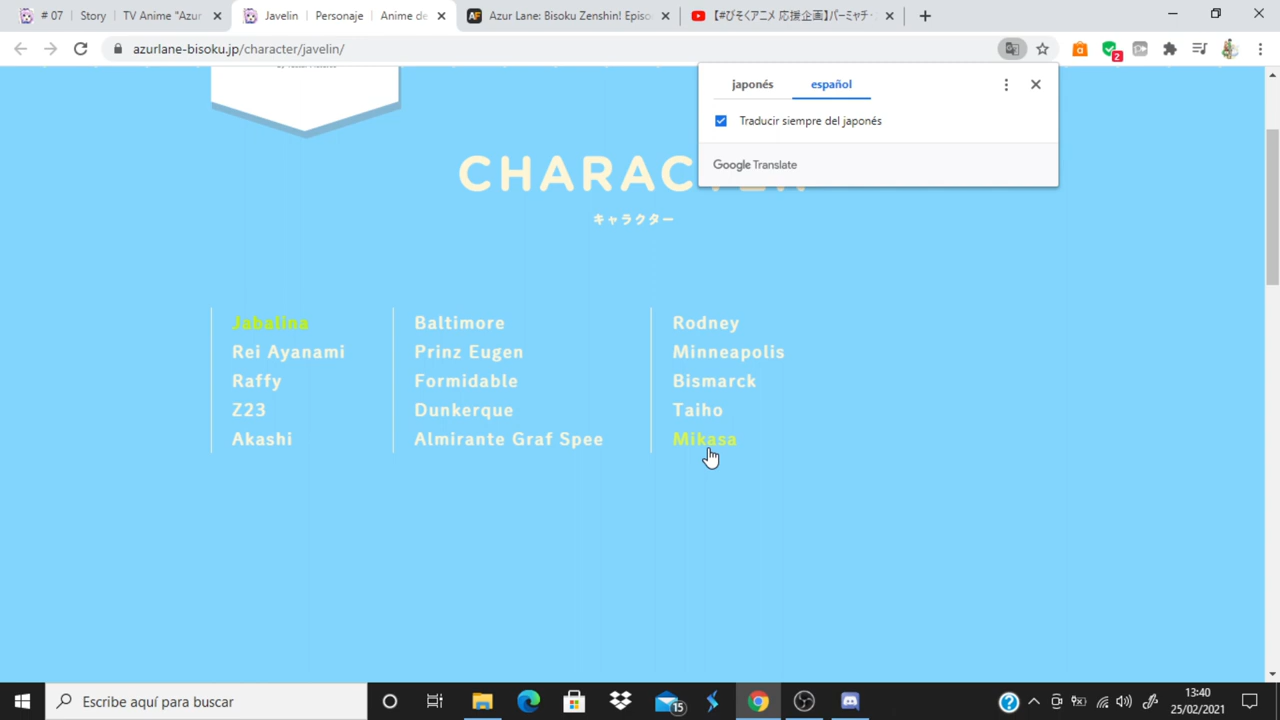 # 07 | Story | TV Anime "Azur
Javelin | Personaje | Anime de
AF Azur Lane: Bisoku Zenshin! Episo
【#びそくアニメ 応援企画】バーミャチ・
azurlane-bisoku.jp/character/javelin/
2
japonés
español
Traducir siempre del japonés
Google Translate
CHARACTER
キャラクター
Jabalina
Rei Ayanami
Raffy
Z23
Akashi
Baltimore
Prinz Eugen
Formidable
Dunkerque
Almirante Graf Spee
Rodney
Minneapolis
Bismarck
Taiho
Mikasa
Escribe aquí para buscar
15
13:40
25/02/2021